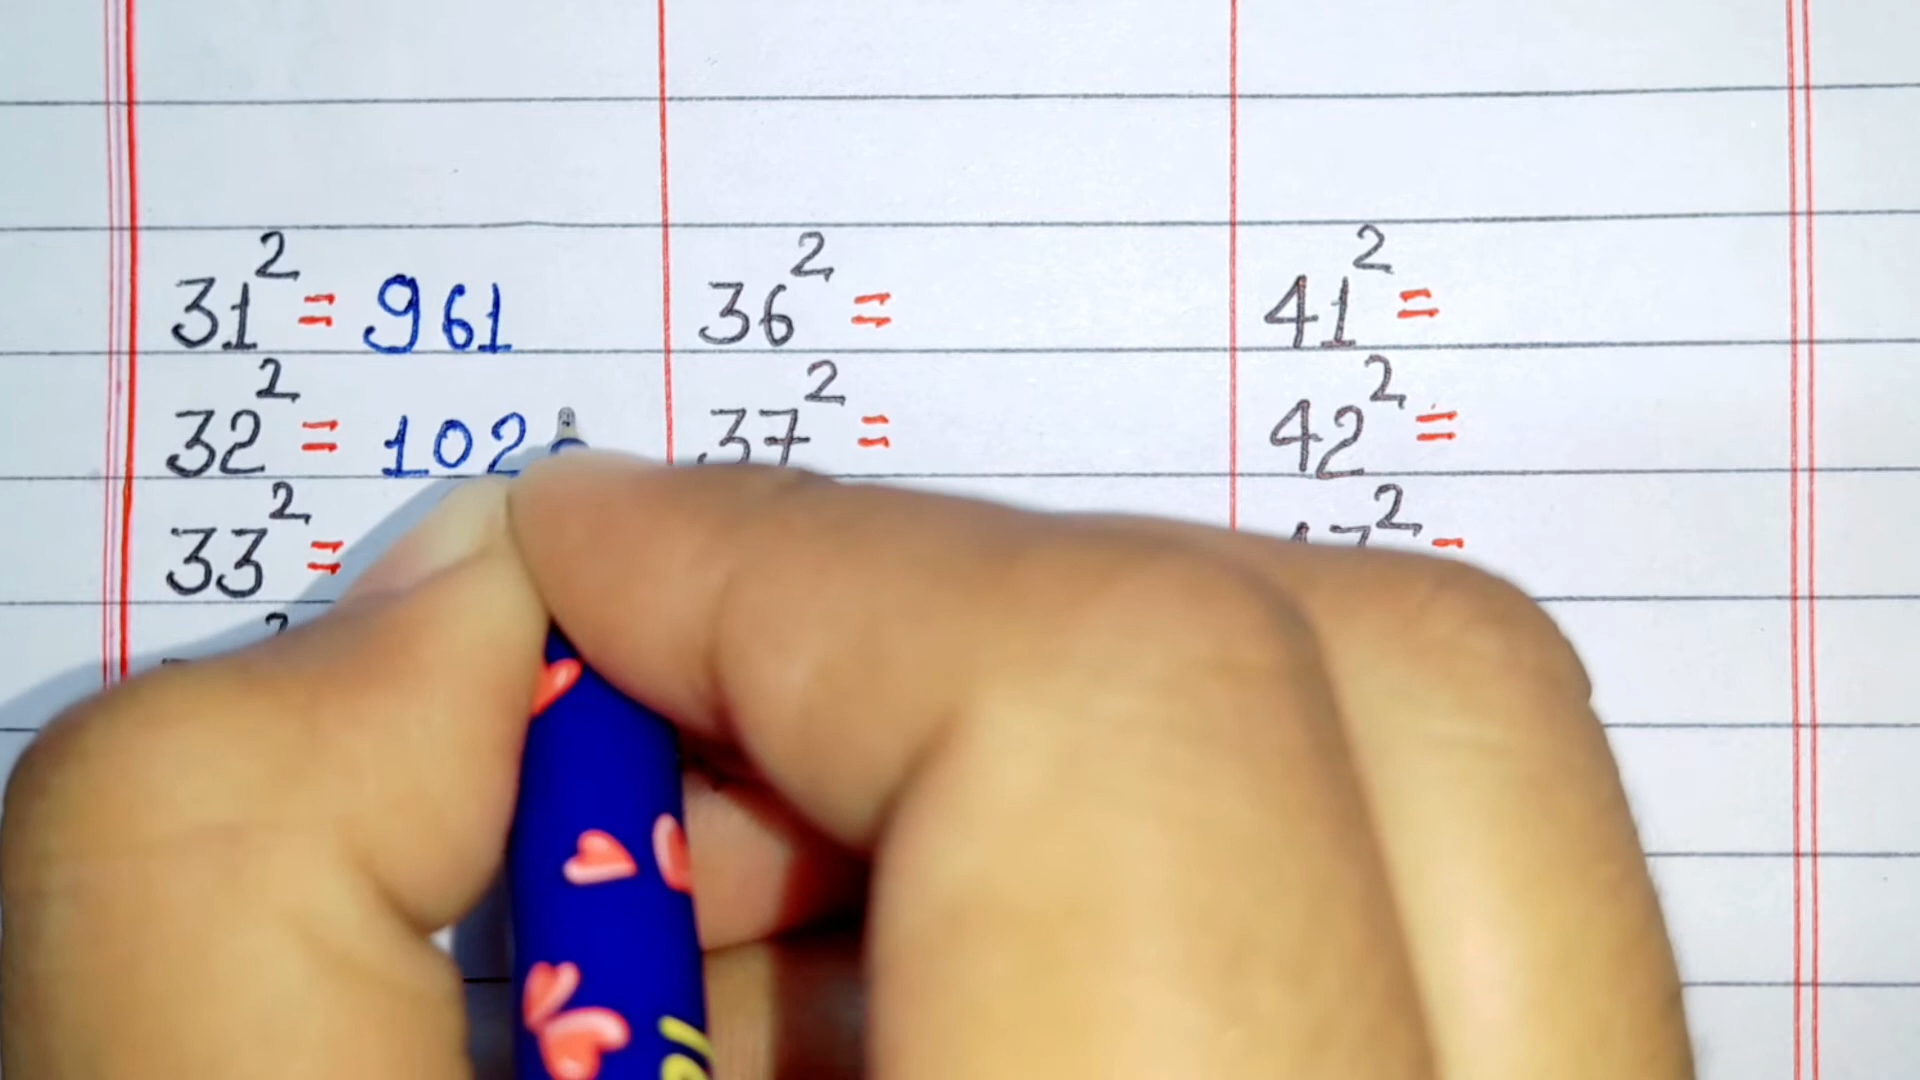 31² = 961
32² = 102
33² =
36² =
37² =
41² =
42² =